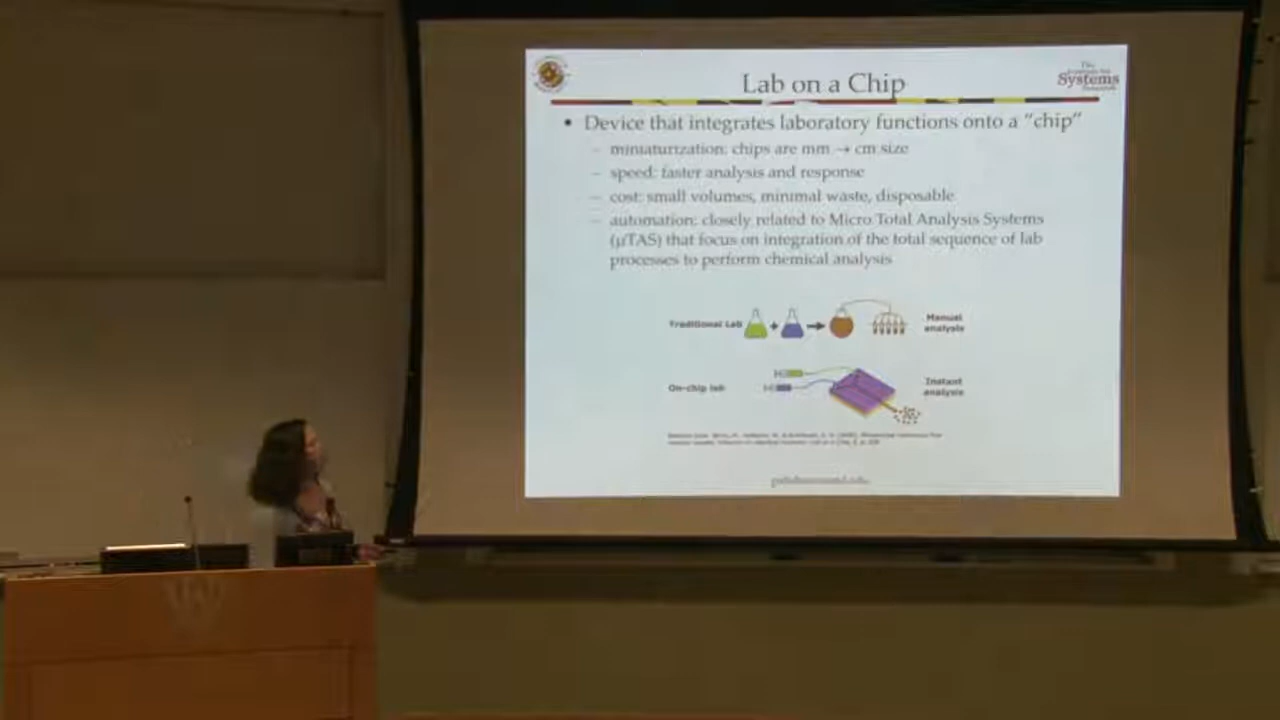 Lab on a Chip
The
Systems
• Device that integrates laboratory functions onto a "chip"
– miniaturization: chips are mm → cm size
– speed: faster analysis and response
– cost: small volumes, minimal waste, disposable
– automation: closely related to Micro Total Analysis Systems
(μTAS) that focus on integration of the total sequence of lab
processes to perform chemical analysis
Traditional Lab
+
Manual
analysis
On-chip lab
Instant
analysis
W